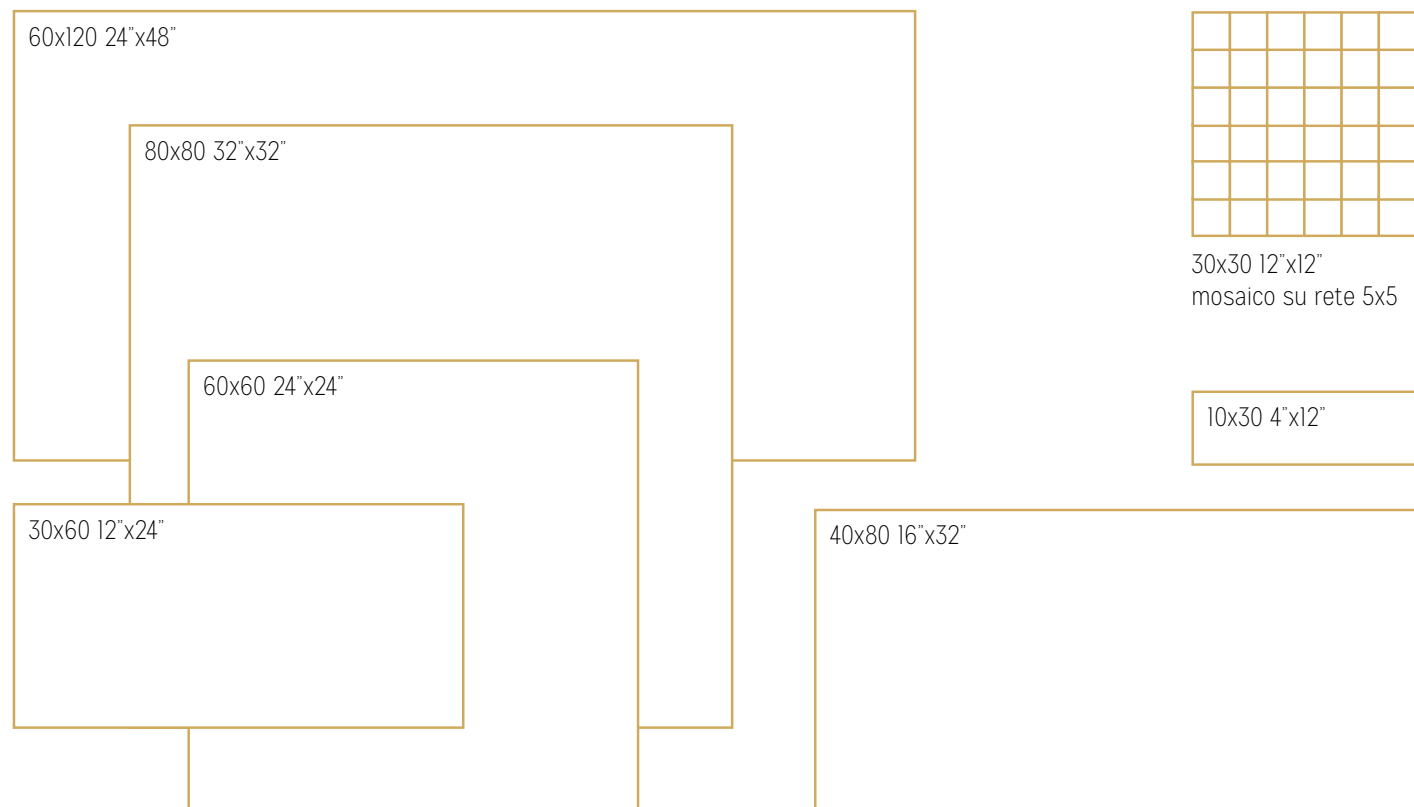 60x120 24"x48"
80x80 32"x32"
60x60 24"x24"
30x60 12"x24"
30x30 12"x12"
mosaico su rete 5x5
10x30 4"x12"
40x80 16"x32"